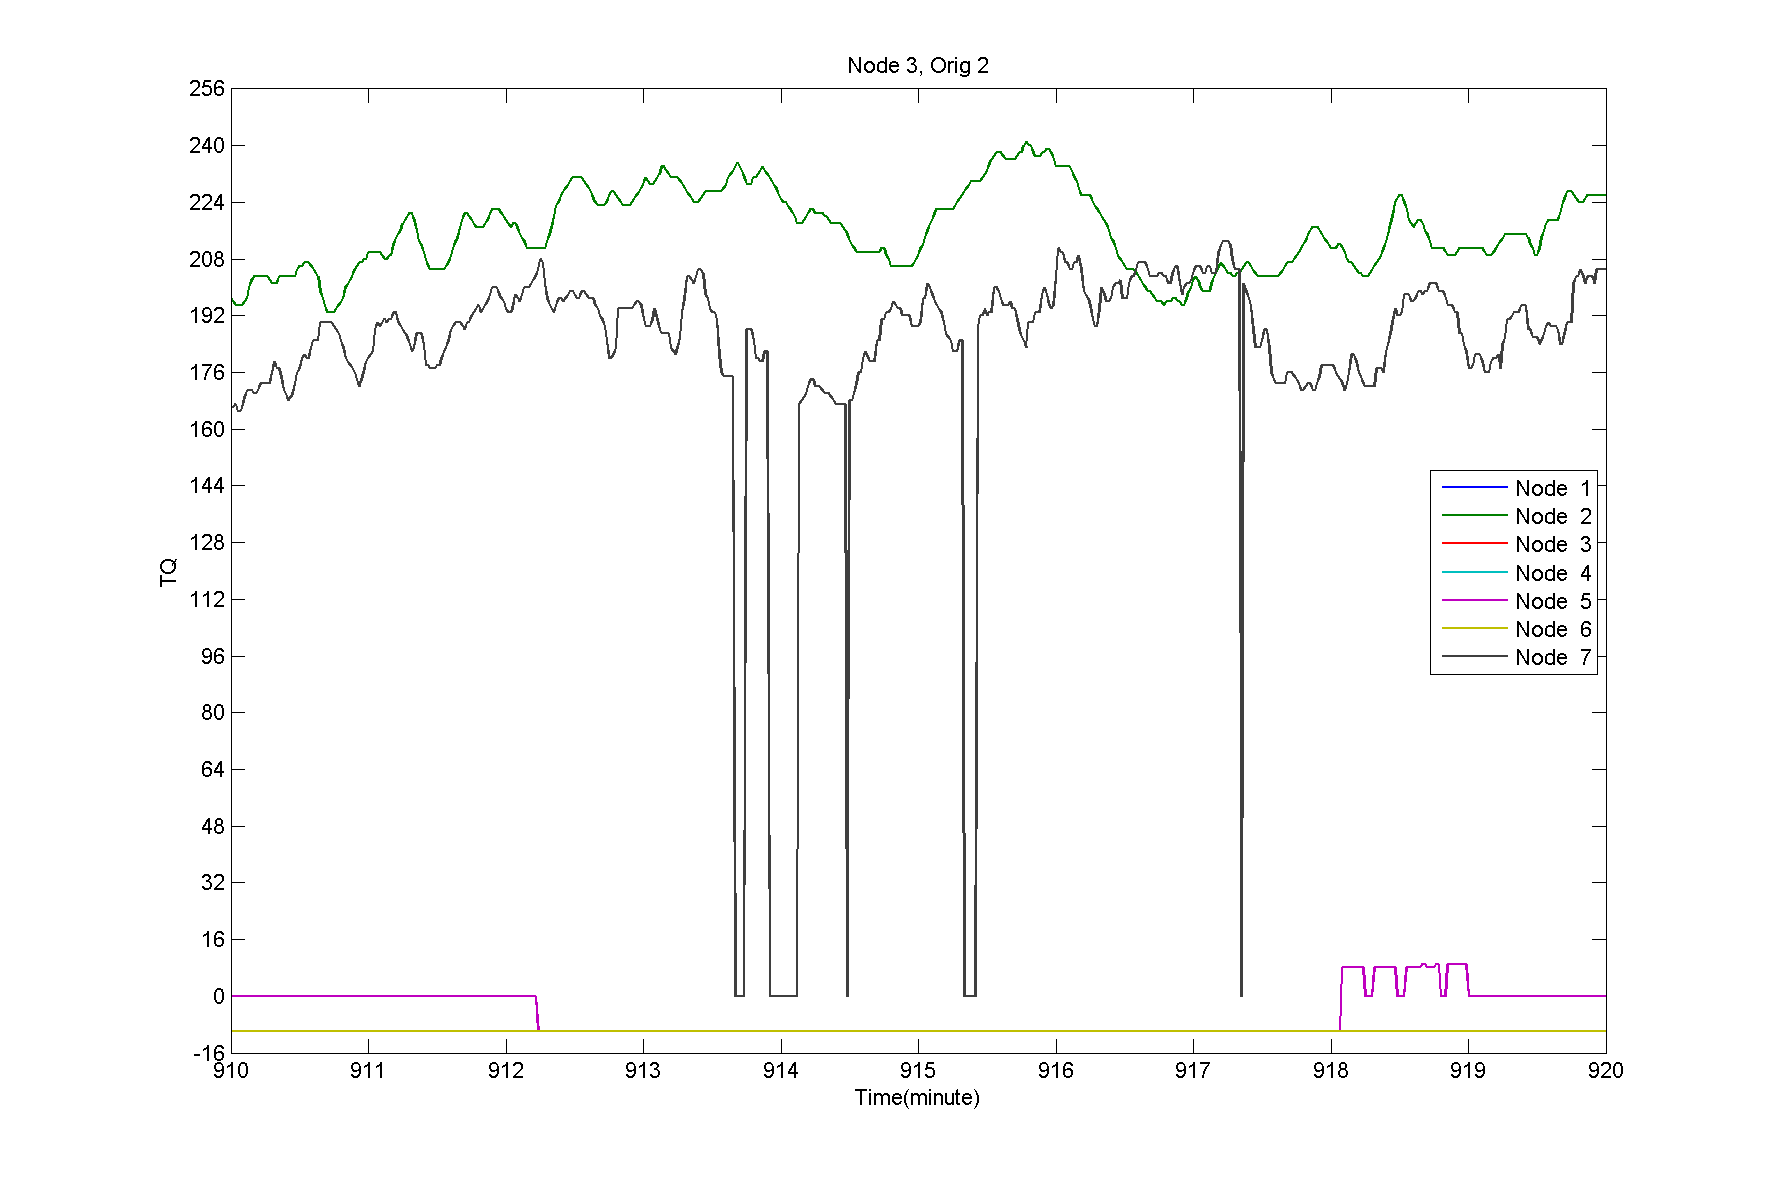 Node 3, Orig 2
256
240
224
208
192
176
160
144
128
112
96
80
64
48
32
16
0
-16
TQ
Node 1
Node 2
Node 3
Node 4
Node 5
Node 6
Node 7
910 911 912 913 914 915 916 917 918 919 920
Time(minute)